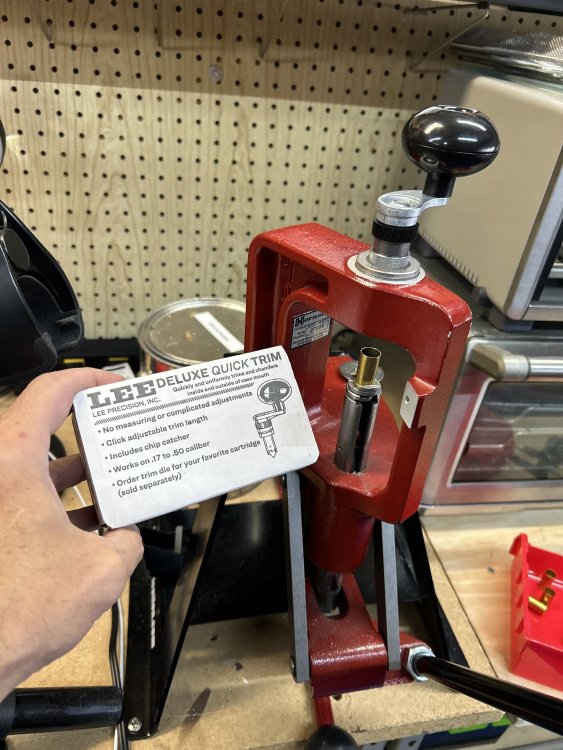 LEE DELUXE QUICK TRIM
LEE PRECISION, INC.
Quickly and uniformly trims and chamfers
inside and outside of case mouth
• No measuring or complicated adjustments
• Click adjustable trim length
• Includes chip catcher
• Works on .17 to .50 caliber
• Order trim die for your favorite cartridge
(sold separately)